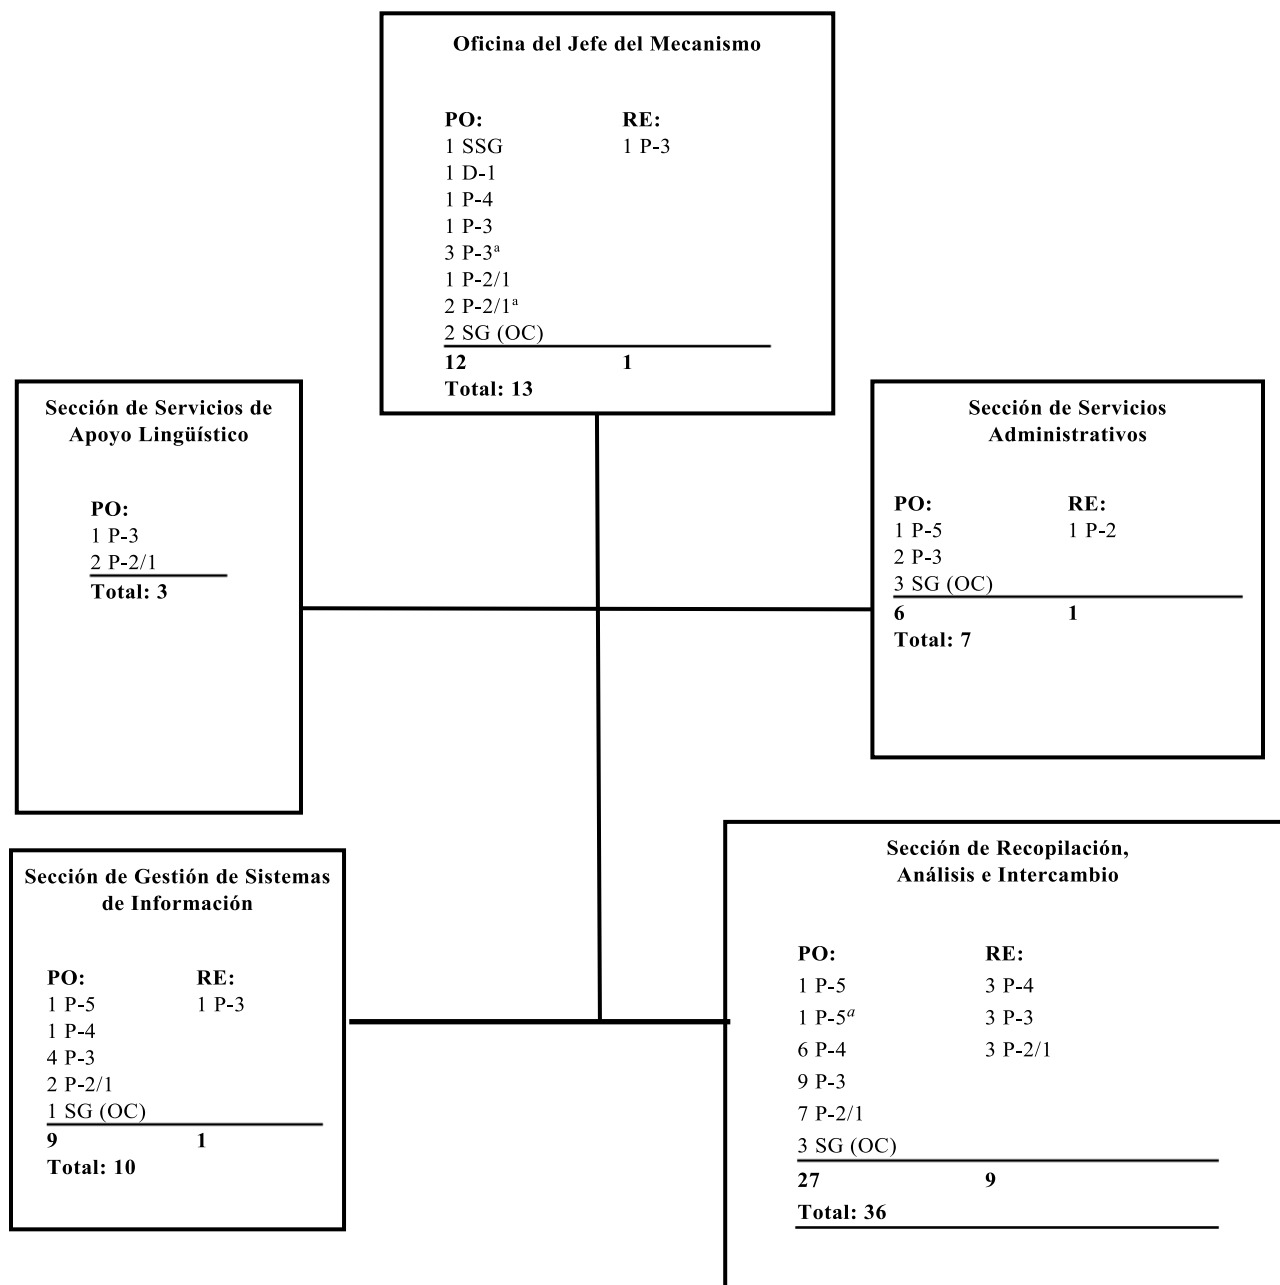 Oficina del Jefe del Mecanismo
PO: RE:
1 SSG 1 P-3
1 D-1
1 P-4
1 P-3
3 P-3ª
1 P-2/1
2 P-2/1ª
2 SG (OC)
12 1
Total: 13
Sección de Servicios de
Apoyo Lingüístico
PO:
1 P-3
2 P-2/1
Total: 3
Sección de Servicios
Administrativos
PO: RE:
1 P-5 1 P-2
2 P-3
3 SG (OC)
6 1
Total: 7
Sección de Gestión de Sistemas
de Información
PO: RE:
1 P-5 1 P-3
1 P-4
4 P-3
2 P-2/1
1 SG (OC)
9 1
Total: 10
Sección de Recopilación,
Análisis e Intercambio
PO: RE:
1 P-5 3 P-4
1 P-5ª 3 P-3
6 P-4 3 P-2/1
9 P-3
7 P-2/1
3 SG (OC)
27 9
Total: 36